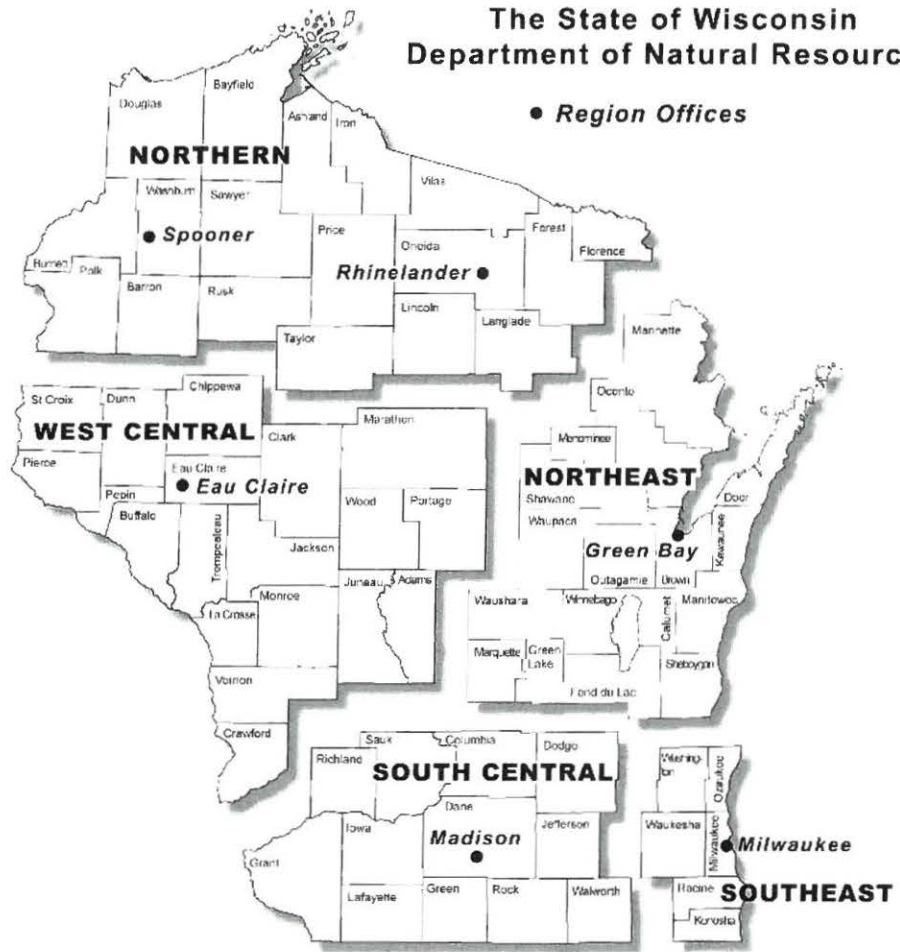 The State of Wisconsin
Department of Natural Resourc
Region Offices
Bayfield
Douglas
Ashland
Iron
NORTHERN
Vilas
Washburn
Sawyer
Forest
Price
Spooner
Oneida
Florence
Rhinelander
Polk
Barron
Rusk
Lincoln
Langlade
Taylor
Marinette
Chippewa
St Croix
Dunn
Oconto
Marathon
WEST CENTRAL
Clark
Menominee
Pierce
Eau Claire
NORTHEAST
Eau Claire
Pepin
Wood
Portage
Shawano
Door
Buffalo
Waupaca
Trempealeau
Kewaunee
Jackson
Green Bay
Juneau
Adams
Outagamie
Brown
Monroe
Waushara
Winnebago
Calumet
Manitowoc
La Crosse
Marquette
Green
Lake
Sheboygan
Vernon
Fond du Lac
Crawford
Sauk
Columbia
Dodge
Richland
Washing-
ton
Ozaukee
SOUTH CENTRAL
Dane
Iowa
Jefferson
Waukesha
Milwaukee
Madison
Milwaukee
Grant
Lafayette
Green
Rock
Walworth
Racine
SOUTHEAST
Kenosha